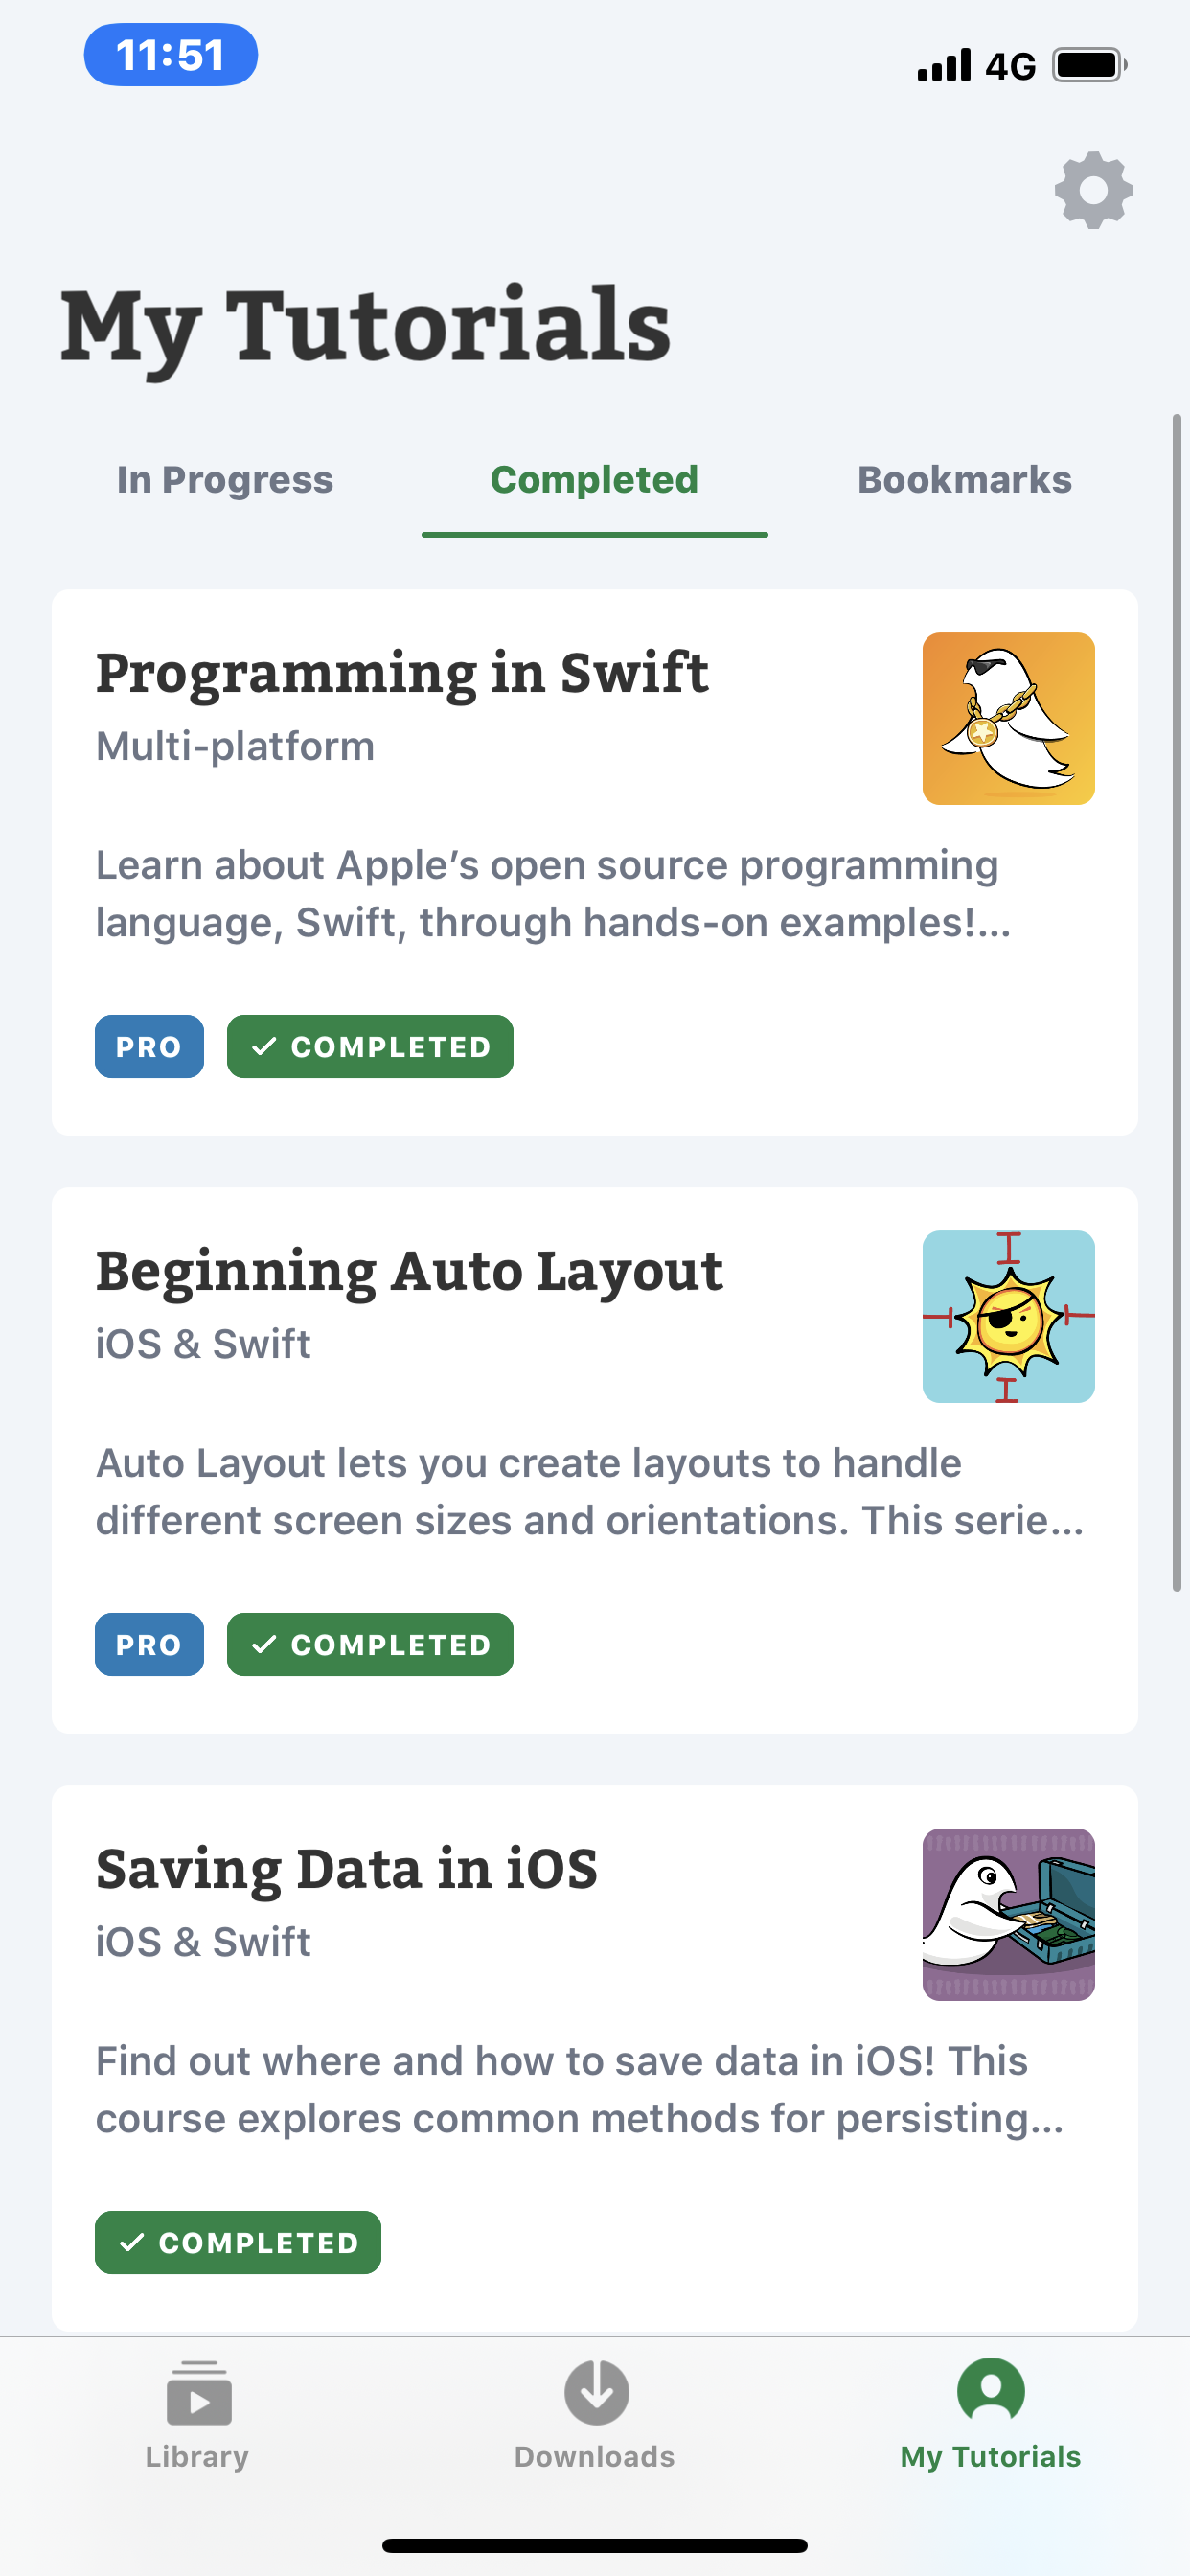 11:51
4G
My Tutorials
In Progress
Completed
Bookmarks
Programming in Swift
Multi-platform
Learn about Apple’s open source programming
language, Swift, through hands-on examples!...
PRO
✓ COMPLETED
Beginning Auto Layout
iOS & Swift
Auto Layout lets you create layouts to handle
different screen sizes and orientations. This serie...
PRO
✓ COMPLETED
Saving Data in iOS
iOS & Swift
Find out where and how to save data in iOS! This
course explores common methods for persisting...
✓ COMPLETED
Library
Downloads
My Tutorials